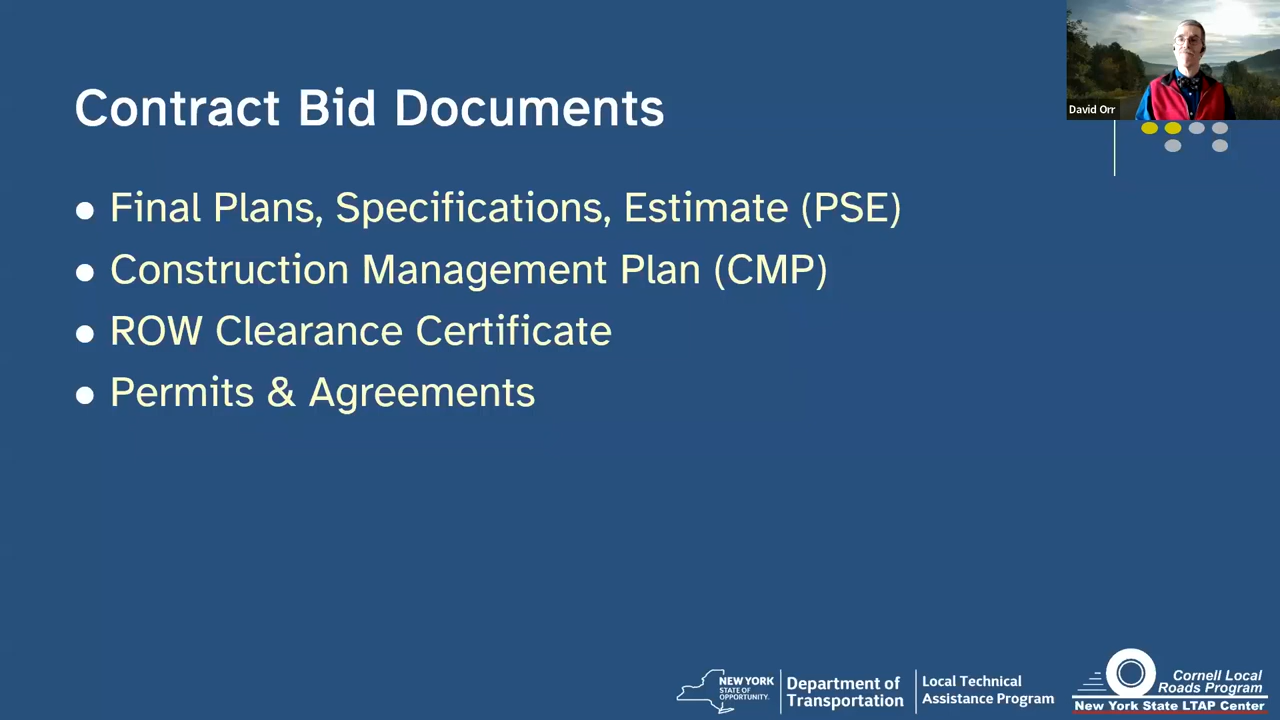 David Orr
Contract Bid Documents
Final Plans, Specifications, Estimate (PSE)
Construction Management Plan (CMP)
ROW Clearance Certificate
Permits & Agreements
NEW YORK
STATE OF
OPPORTUNITY.
Department of
Transportation
Local Technical
Assistance Program
Cornell Local
Roads Program
New York State LTAP Center